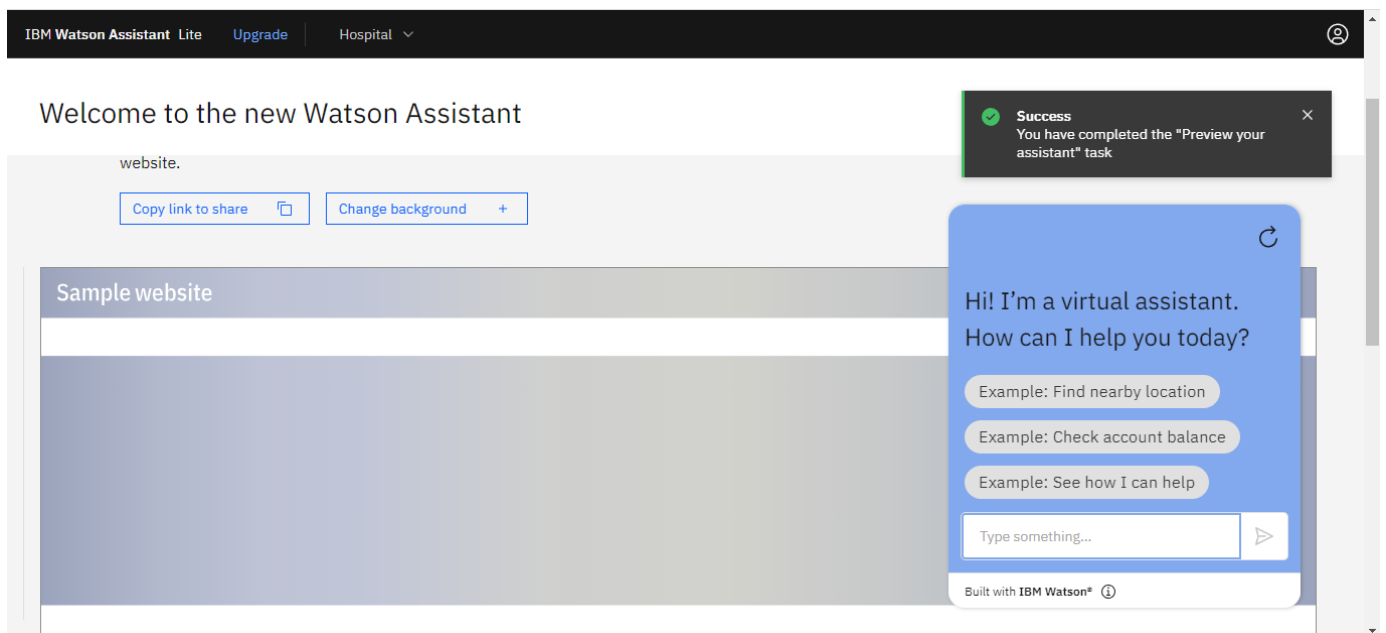 IBM Watson Assistant Lite Upgrade Hospital
Welcome to the new Watson Assistant
Success
You have completed the "Preview your
assistant" task
website.
Copy link to share
Change background +
Sample website
Hi! I’m a virtual assistant.
How can I help you today?
Example: Find nearby location
Example: Check account balance
Example: See how I can help
Type something...
Built with IBM Watson®